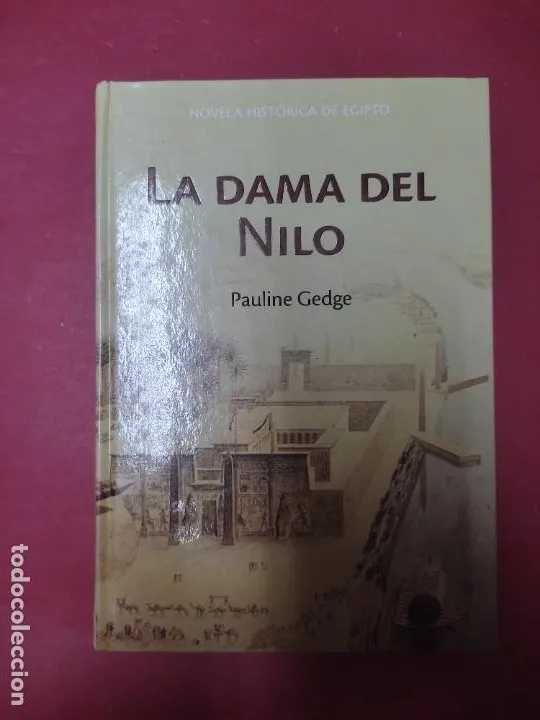 NOVELA HISTÓRICA DE EGIPTO
LA DAMA DEL
NILO
Pauline Gedge
todocoleccion